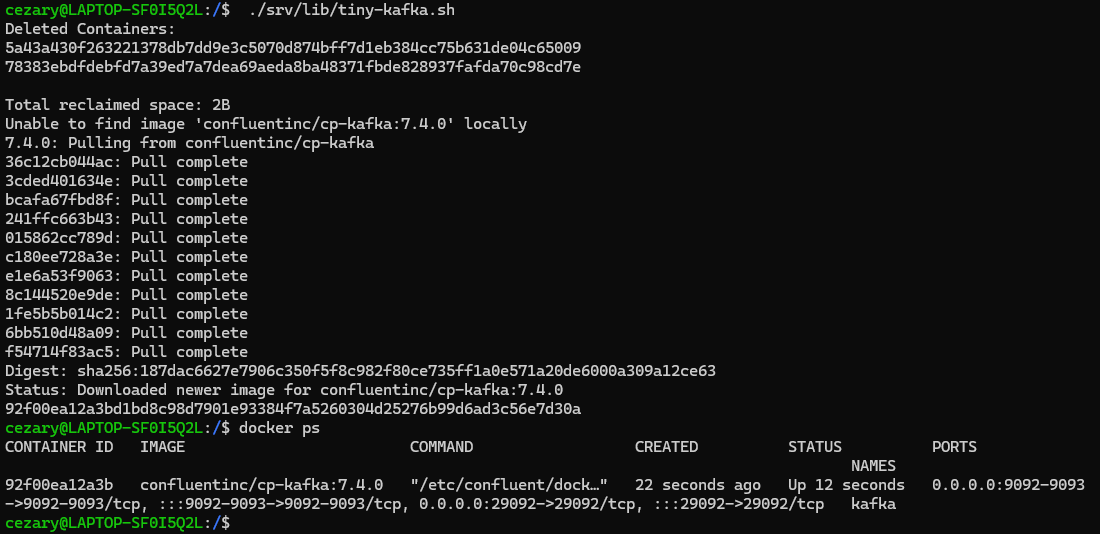 cezary@LAPTOP-SF0I5Q2L:/$  ./srv/lib/tiny-kafka.sh
Deleted Containers:
5a43a430f263221378db7dd9e3c5070d874bff7d1eb384cc75b631de04c65009
78383ebdfdebfd7a39ed7a7dea69aeda8ba48371fbde828937fafda70c98cd7e

Total reclaimed space: 2B
Unable to find image 'confluentinc/cp-kafka:7.4.0' locally
7.4.0: Pulling from confluentinc/cp-kafka
36c12cb044ac: Pull complete
3cded401634e: Pull complete
bcafa67fbd8f: Pull complete
241ffc663b43: Pull complete
015862cc789d: Pull complete
c180ee728a3e: Pull complete
e1e6a53f9063: Pull complete
8c144520e9de: Pull complete
1fe5b5b014c2: Pull complete
6bb510d48a09: Pull complete
f54714f83ac5: Pull complete
Digest: sha256:187dac6627e7906c350f5f8c982f80ce735ff1a0e571a20de6000a309a12ce63
Status: Downloaded newer image for confluentinc/cp-kafka:7.4.0
92f00ea12a3bd1bd8c98d7901e93384f7a5260304d25276b99d6ad3c56e7d30a
cezary@LAPTOP-SF0I5Q2L:/$ docker ps
CONTAINER ID   IMAGE                         COMMAND                  CREATED          STATUS          PORTS
                                                                                              NAMES
92f00ea12a3b   confluentinc/cp-kafka:7.4.0   "/etc/confluent/dock…"   22 seconds ago   Up 12 seconds   0.0.0.0:9092-9093
->9092-9093/tcp, :::9092-9093->9092-9093/tcp, 0.0.0.0:29092->29092/tcp, :::29092->29092/tcp   kafka
cezary@LAPTOP-SF0I5Q2L:/$